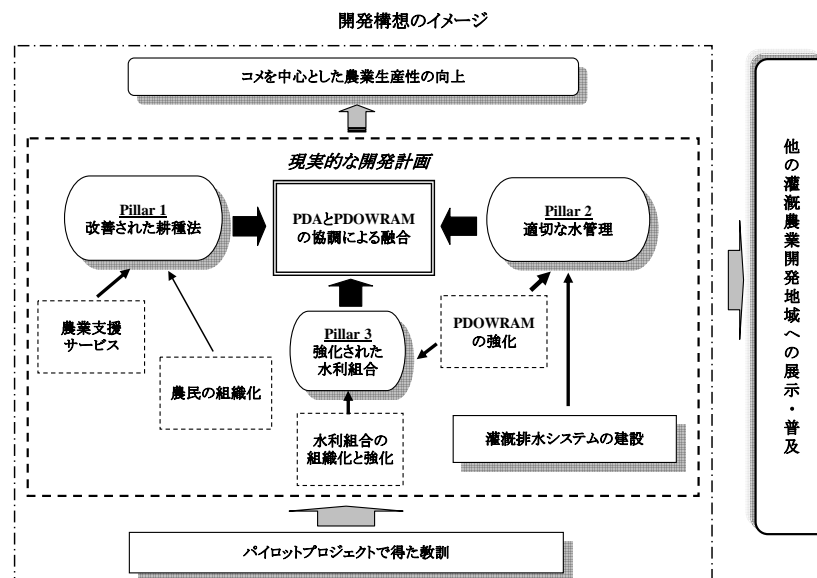 開発構想のイメージ
コメを中心とした農業生産性の向上
現実的な開発計画
Pillar 1
改善された耕種法
PDAとPDOWRAM
の協調による融合
Pillar 2
適切な水管理
農業支援
サービス
農民の組織化
Pillar 3
強化された
水利組合
PDOWRAM
の強化
水利組合の
組織化と強化
灌漑排水システムの建設
パイロットプロジェクトで得た教訓
他の灌漑農業開発地域への展示・普及